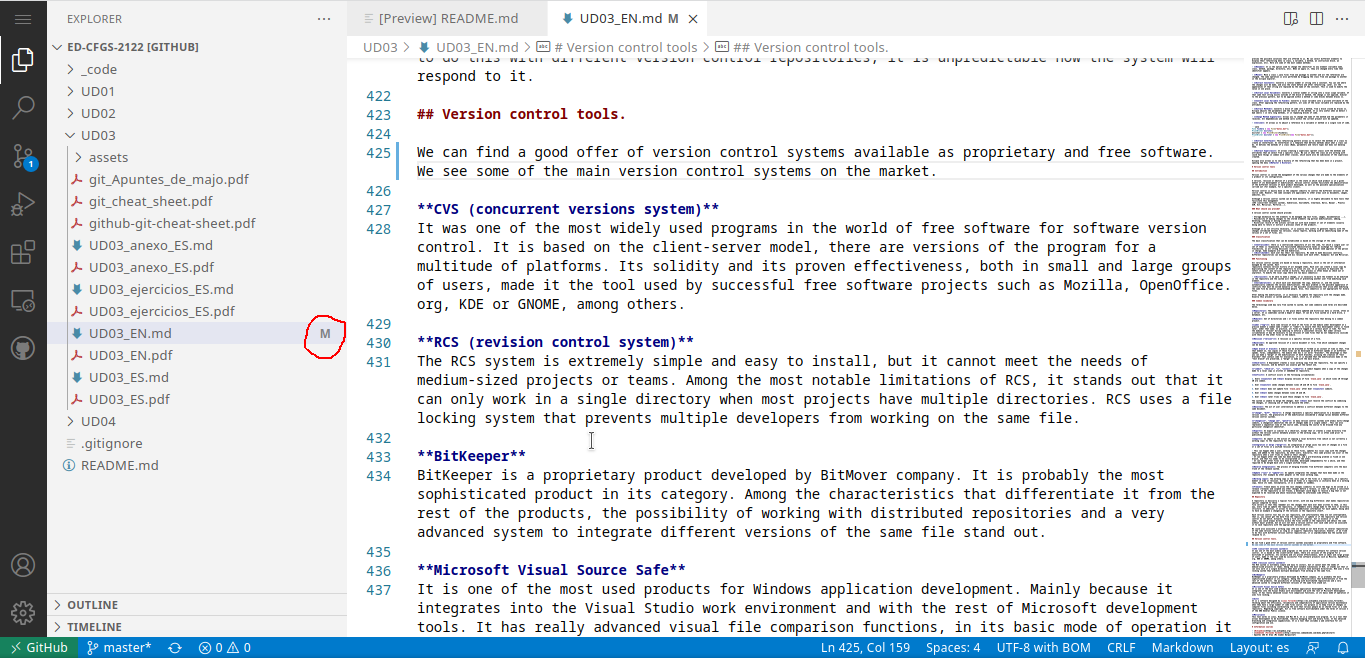 EXPLORER
ED-CFGS-2122 [GITHUB]
_code
UD01
UD02
UD03
assets
git_Apuntes_de_majo.pdf
git_cheat_sheet.pdf
github-git-cheat-sheet.pdf
UD03_anexo_ES.md
UD03_anexo_ES.pdf
UD03_ejercicios_ES.md
UD03_ejercicios_ES.pdf
UD03_EN.md M
UD03_EN.pdf
UD03_ES.md
UD03_ES.pdf
UD04
.gitignore
README.md
OUTLINE
TIMELINE
1
[Preview] README.md
UD03_EN.md M
UD03 > UD03_EN.md > # Version control tools > ## Version control tools.
to do this with different version control repositories, it is unpredictable how the system will
respond to it.
422
423 ## Version control tools.
424
425 We can find a good offer of version control systems available as propietary and free software.
We see some of the main version control systems on the market.
426
427 **CVS (concurrent versions system)**
428 It was one of the most widely used programs in the world of free software for software version
control. It is based on the client-server model, there are versions of the program for a
multitude of platforms. Its solidity and its proven effectiveness, both in small and large groups
of users, made it the tool used by successful free software projects such as Mozilla, OpenOffice.
org, KDE or GNOME, among others.
429
430 **RCS (revision control system)**
431 The RCS system is extremely simple and easy to install, but it cannot meet the needs of
medium-sized projects or teams. Among the most notable limitations of RCS, it stands out that it
can only work in a single directory when most projects have multiple directories. RCS uses a file
locking system that prevents multiple developers from working on the same file.
432
433 **BitKeeper**
434 BitKeeper is a proprietary product developed by BitMover company. It is probably the most
sophisticated product in its category. Among the characteristics that differentiate it from the
rest of the products, the possibility of working with distributed repositories and a very
advanced system to integrate different versions of the same file stand out.
435
436 **Microsoft Visual Source Safe**
437 It is one of the most used products for Windows application development. Mainly because it
integrates into the Visual Studio work environment and with the rest of Microsoft development
tools. It has really advanced visual file comparison functions, in its basic mode of operation it
GitHub master* 0 0 Ln 425, Col 159 Spaces: 4 UTF-8 with BOM CRLF Markdown Layout: es